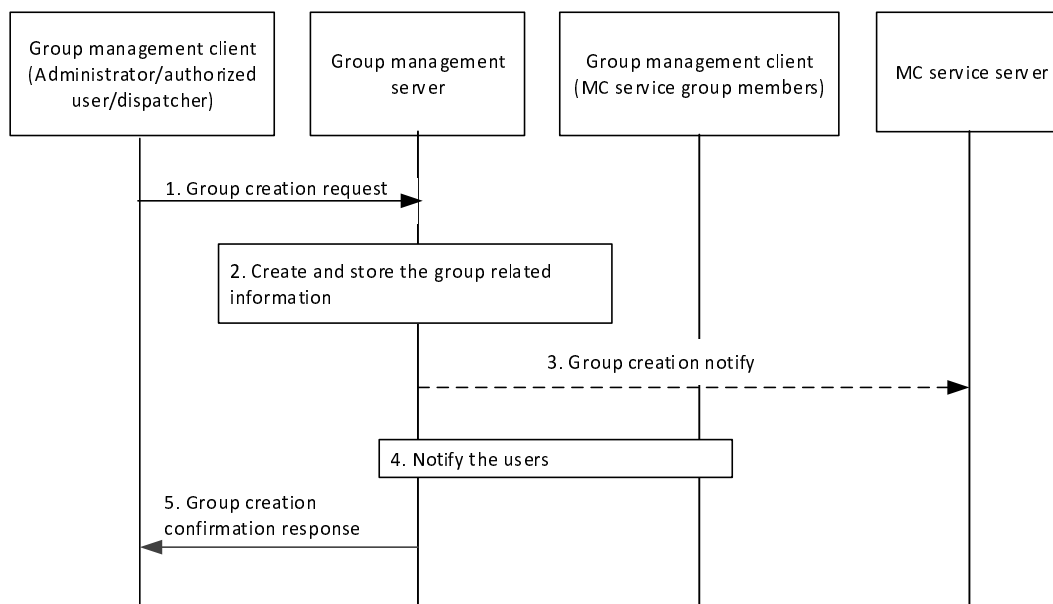 Group management client
(Administrator/authorized
user/dispatcher)
Group management
server
Group management client
(MC service group members)
MC service server
1. Group creation request
2. Create and store the group related
information
3. Group creation notify
4. Notify the users
5. Group creation
confirmation response